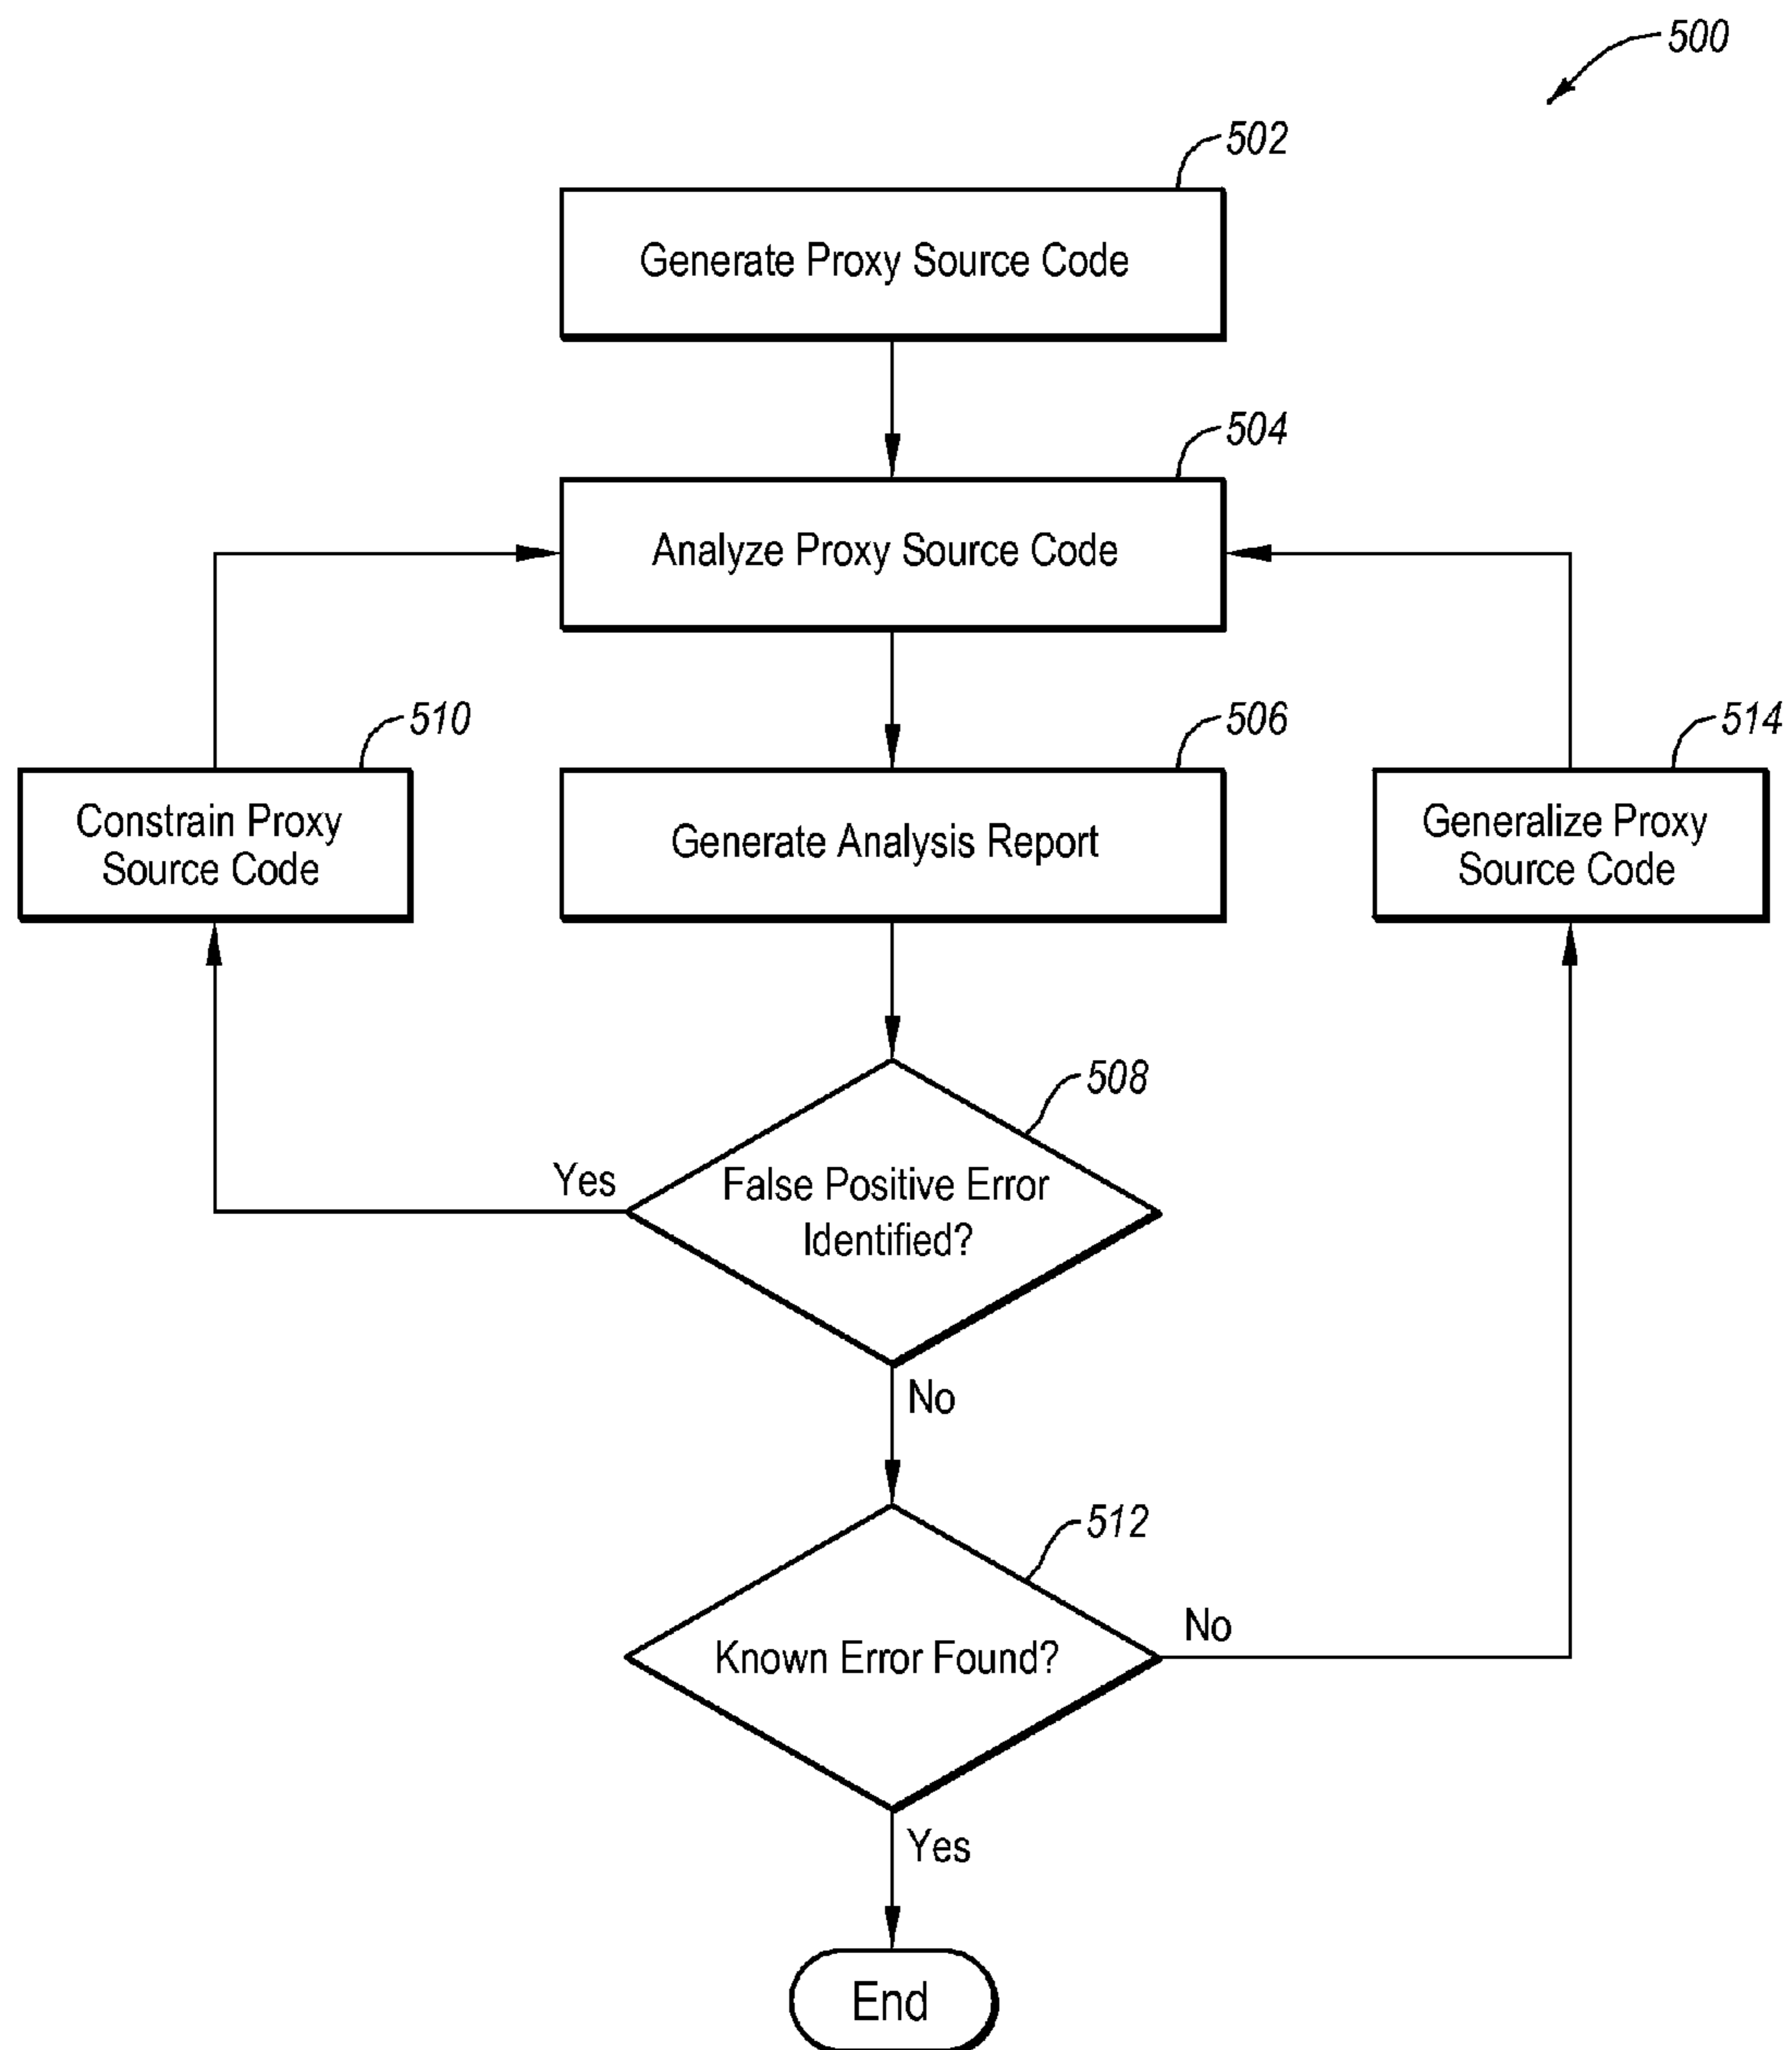 500
502
Generate Proxy Source Code
504
Analyze Proxy Source Code
510
506
514
Constrain Proxy
Source Code
Generate Analysis Report
Generalize Proxy
Source Code
508
Yes
False Positive Error
Identified?
No
512
Known Error Found?
No
Yes
End